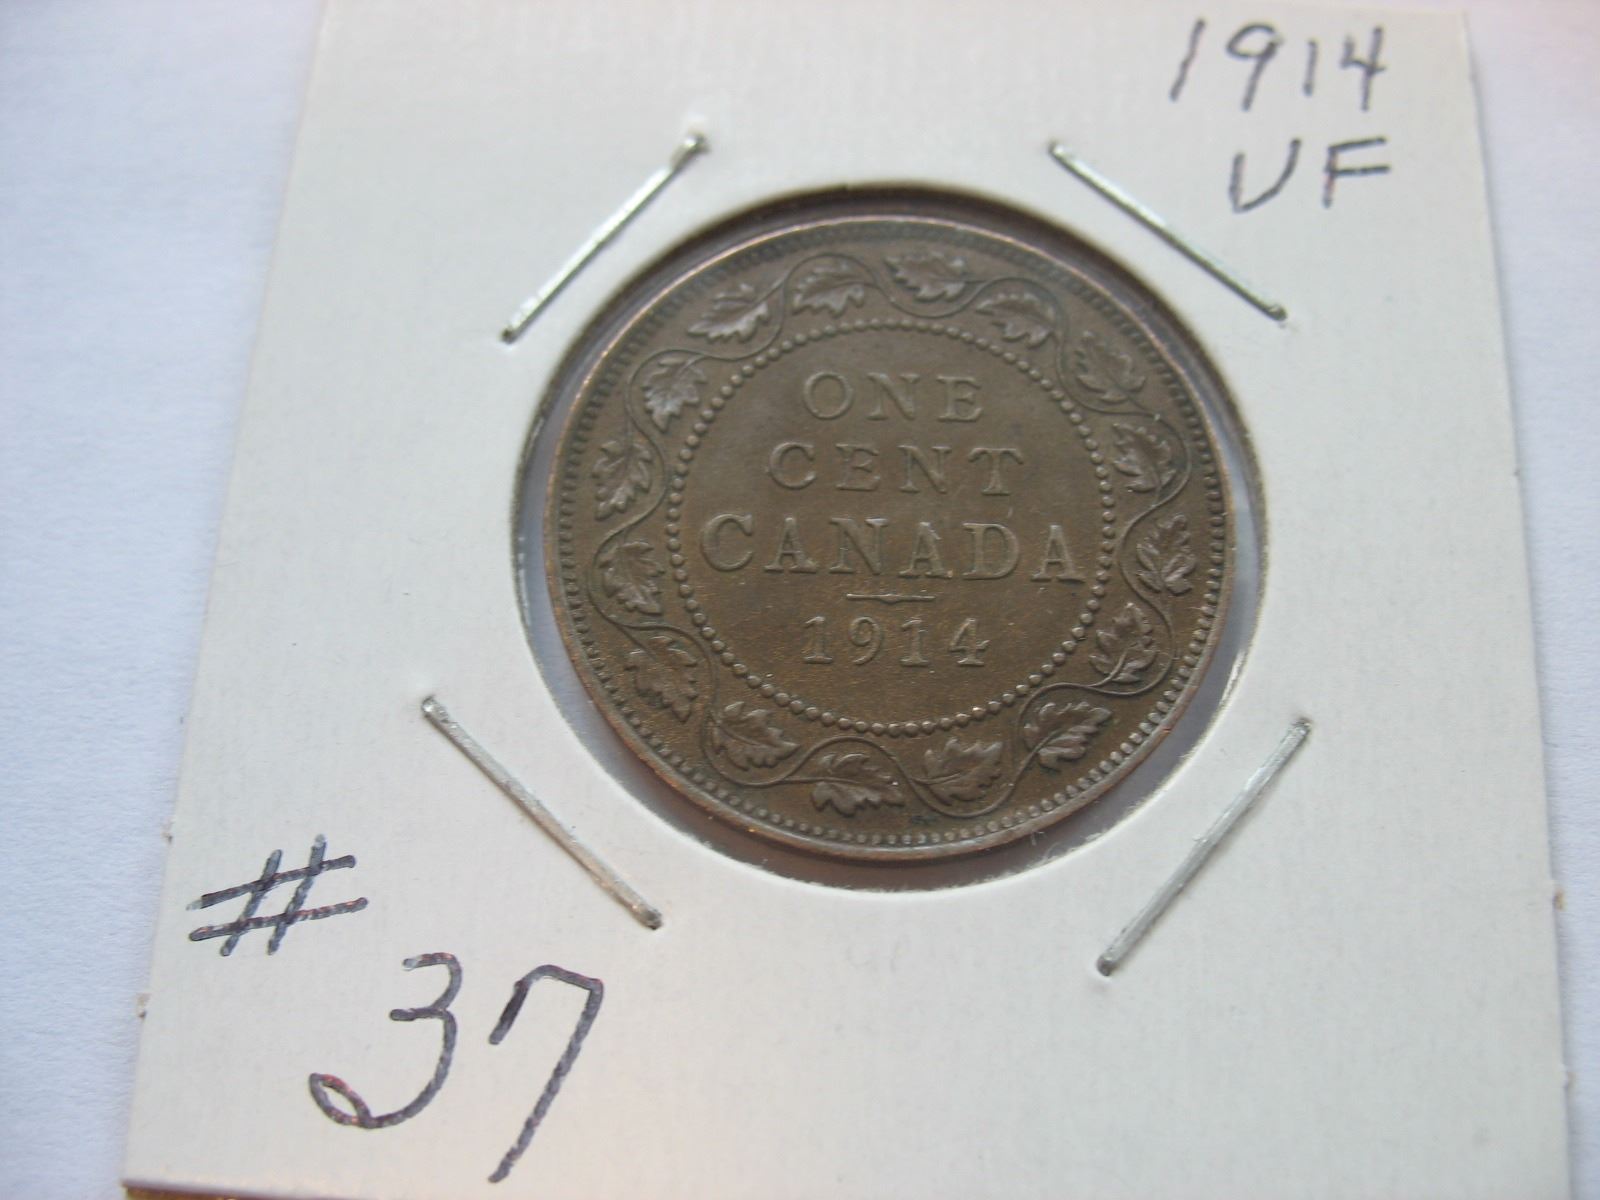 1914
VF
ONE
CENT
CANADA
1914
#
37